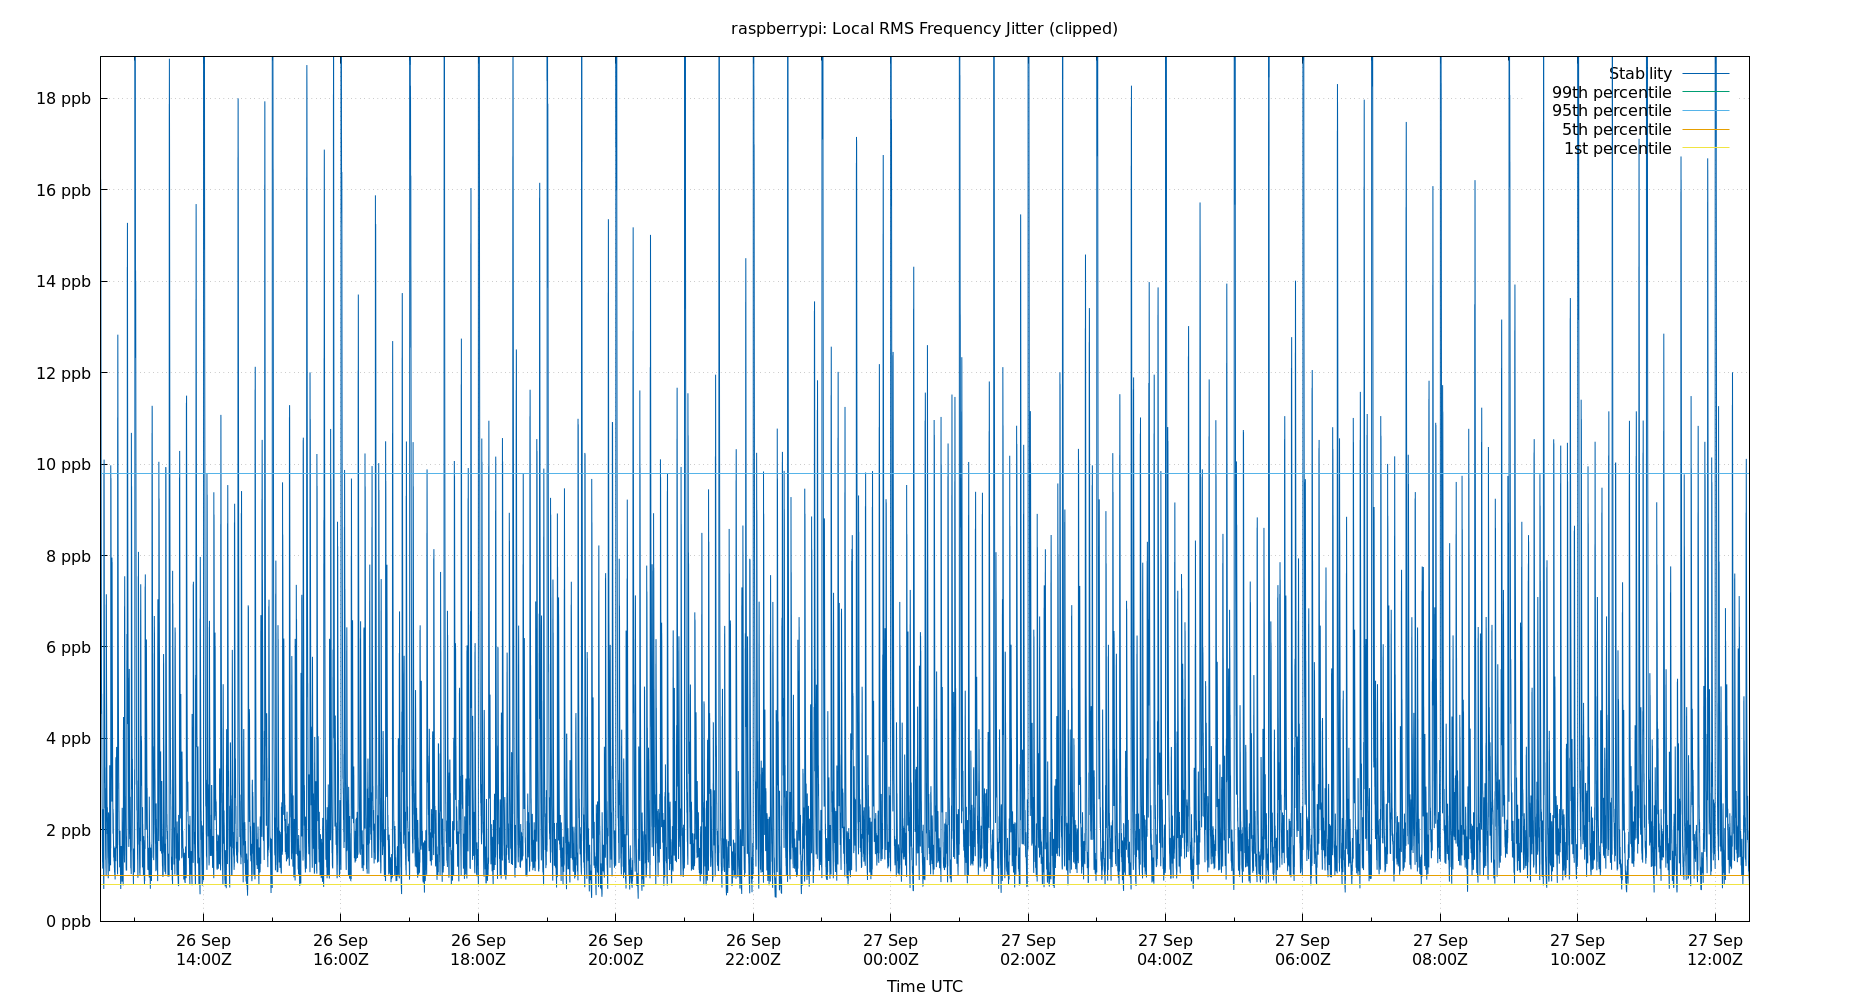 raspberrypi: Local RMS Frequency Jitter (clipped)
Stability
99th percentile
95th percentile
5th percentile
1st percentile
18 ppb
16 ppb
14 ppb
12 ppb
10 ppb
8 ppb
6 ppb
4 ppb
2 ppb
0 ppb
26 Sep 26 Sep 26 Sep 26 Sep 26 Sep 27 Sep 27 Sep 27 Sep 27 Sep 27 Sep 27 Sep 27 Sep
14:00Z 16:00Z 18:00Z 20:00Z 22:00Z 00:00Z 02:00Z 04:00Z 06:00Z 08:00Z 10:00Z 12:00Z
Time UTC